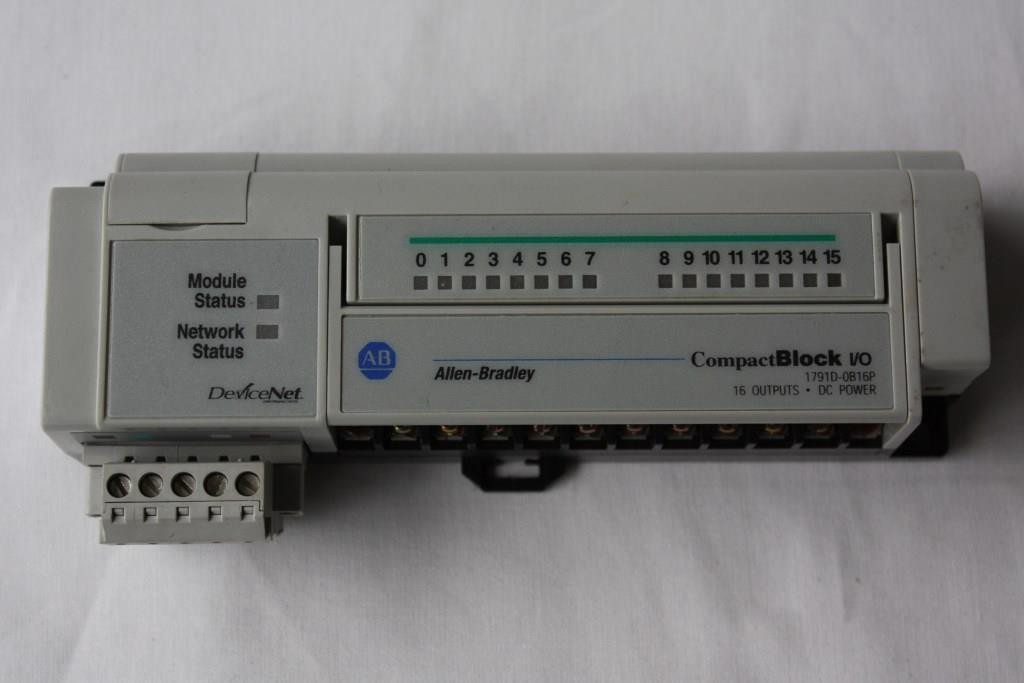 0 1 2 3 4 5 6 7 8 9 10 11 12 13 14 15
Module
Status
Network
Status
DeviceNet
AB
Allen-Bradley
CompactBlock I/O
1791D-0B16P
16 OUTPUTS • DC POWER